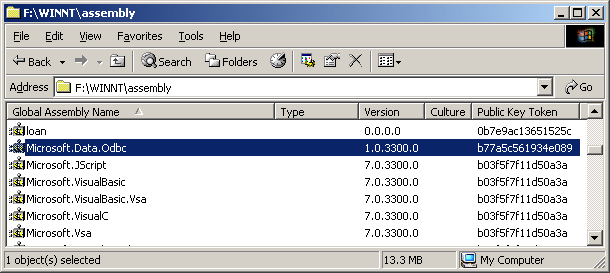 F:\WINNT\assembly
File Edit View Favorites Tools Help
Back Search Folders
Address F:\WINNT\assembly Go
Global Assembly Name Type Version Culture Public Key Token
loan 0.0.0.0 0b7e9ac13651525c
Microsoft.Data.Odbc 1.0.3300.0 b77a5c561934e089
Microsoft.JScript 7.0.3300.0 b03f5f7f11d50a3a
Microsoft.VisualBasic 7.0.3300.0 b03f5f7f11d50a3a
Microsoft.VisualBasic.Vsa 7.0.3300.0 b03f5f7f11d50a3a
Microsoft.VisualC 7.0.3300.0 b03f5f7f11d50a3a
Microsoft.Vsa 7.0.3300.0 b03f5f7f11d50a3a
1 object(s) selected 13.3 MB My Computer